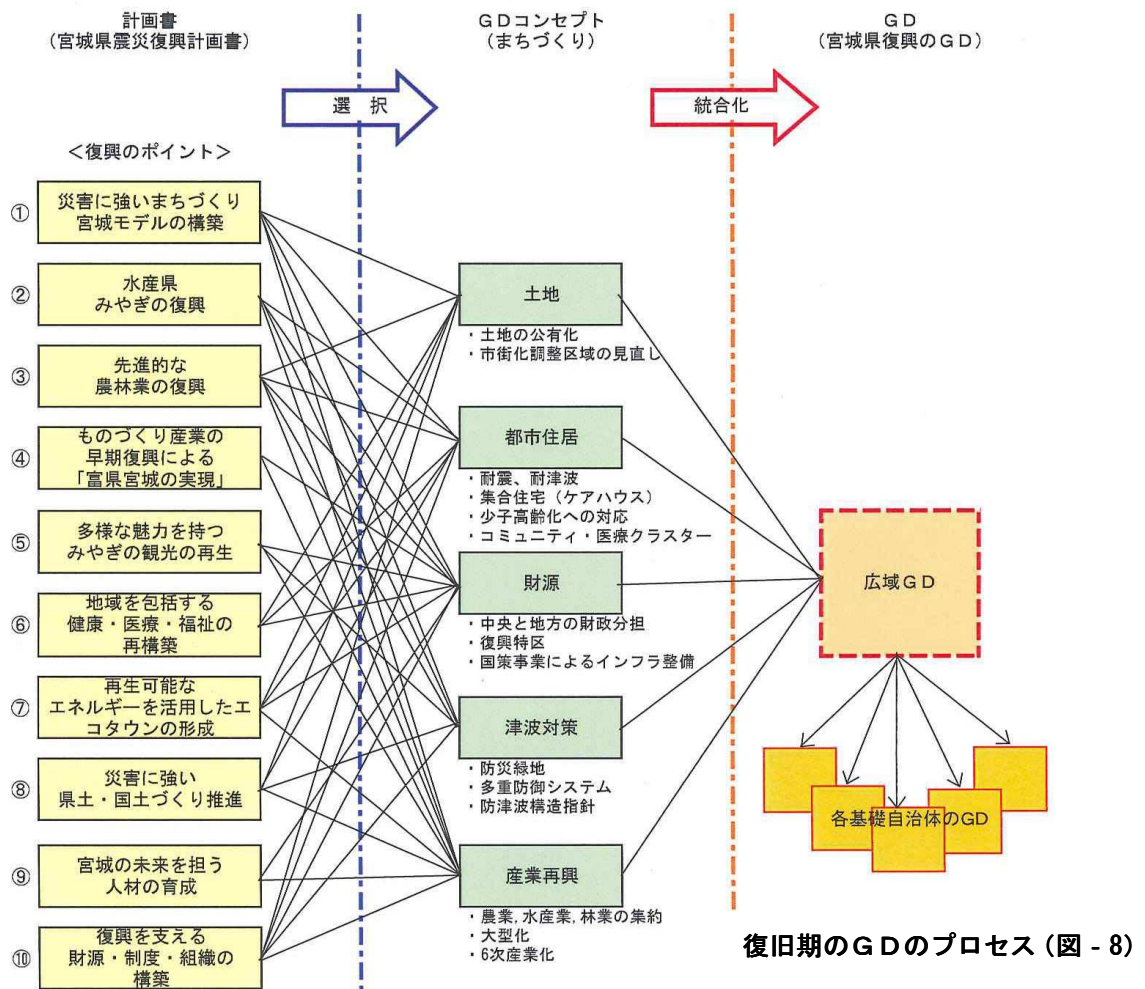 計画書
（宮城県震災復興計画書）
ＧＤコンセプト
（まちづくり）
ＧＤ
（宮城県復興のＧＤ）
選 択
統合化
＜復興のポイント＞
①
災害に強いまちづくり
宮城モデルの構築
②
水産県
みやぎの復興
③
先進的な
農林業の復興
④
ものづくり産業の
早期復興による
「富県宮城の実現」
⑤
多様な魅力を持つ
みやぎの観光の再生
⑥
地域を包括する
健康・医療・福祉の
再構築
⑦
再生可能な
エネルギーを活用したエ
コタウンの形成
⑧
災害に強い
県土・国土づくり推進
⑨
宮城の未来を担う
人材の育成
⑩
復興を支える
財源・制度・組織の
構築
土地
・土地の公有化
・市街化調整区域の見直し
都市住居
・耐震、耐津波
・集合住宅（ケアハウス）
・少子高齢化への対応
・コミュニティ・医療クラスター
財源
・中央と地方の財政分担
・復興特区
・国策事業によるインフラ整備
津波対策
・防災緑地
・多重防御システム
・防津波構造指針
産業再興
・農業,水産業,林業の集約
・大型化
・6次産業化
広域ＧＤ
各基礎自治体のGD
復旧期のＧＤのプロセス（図 - 8）